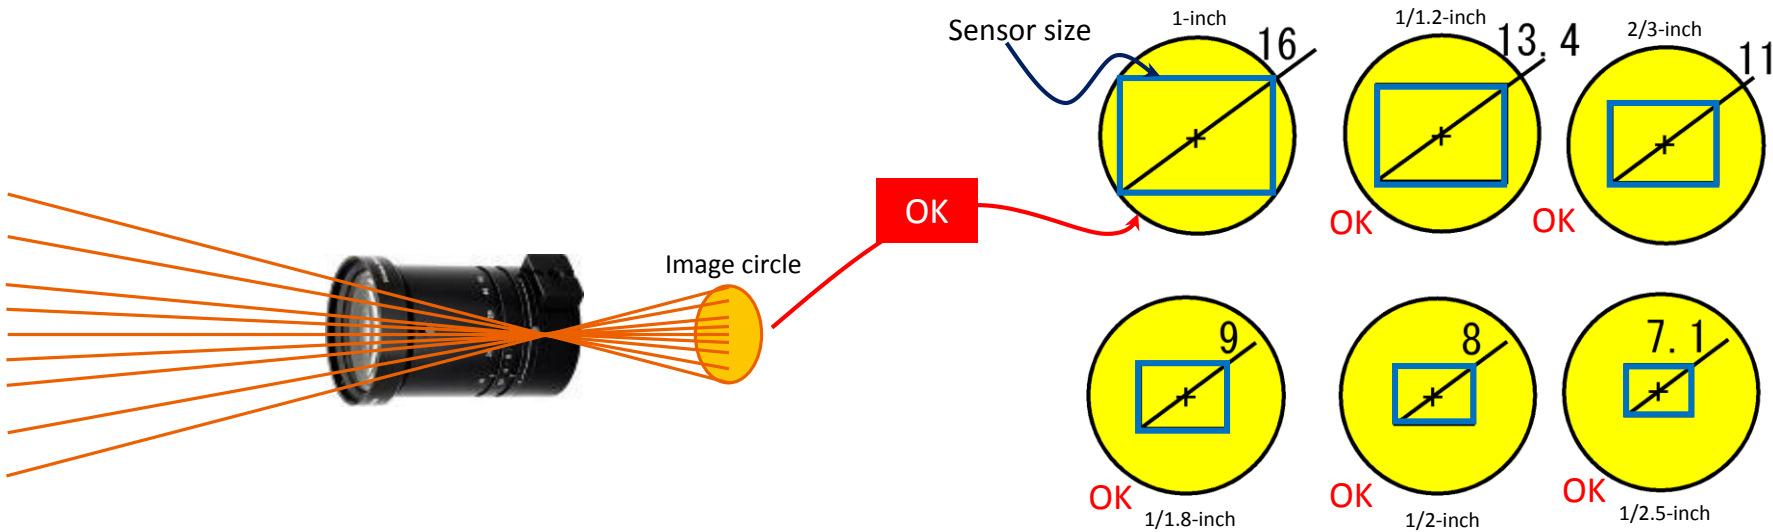 Sensor size
1-inch
16
1/1.2-inch
13.4
2/3-inch
11
OK
OK
OK
Image circle
9
8
7.1
OK
OK
OK
1/1.8-inch
1/2-inch
1/2.5-inch